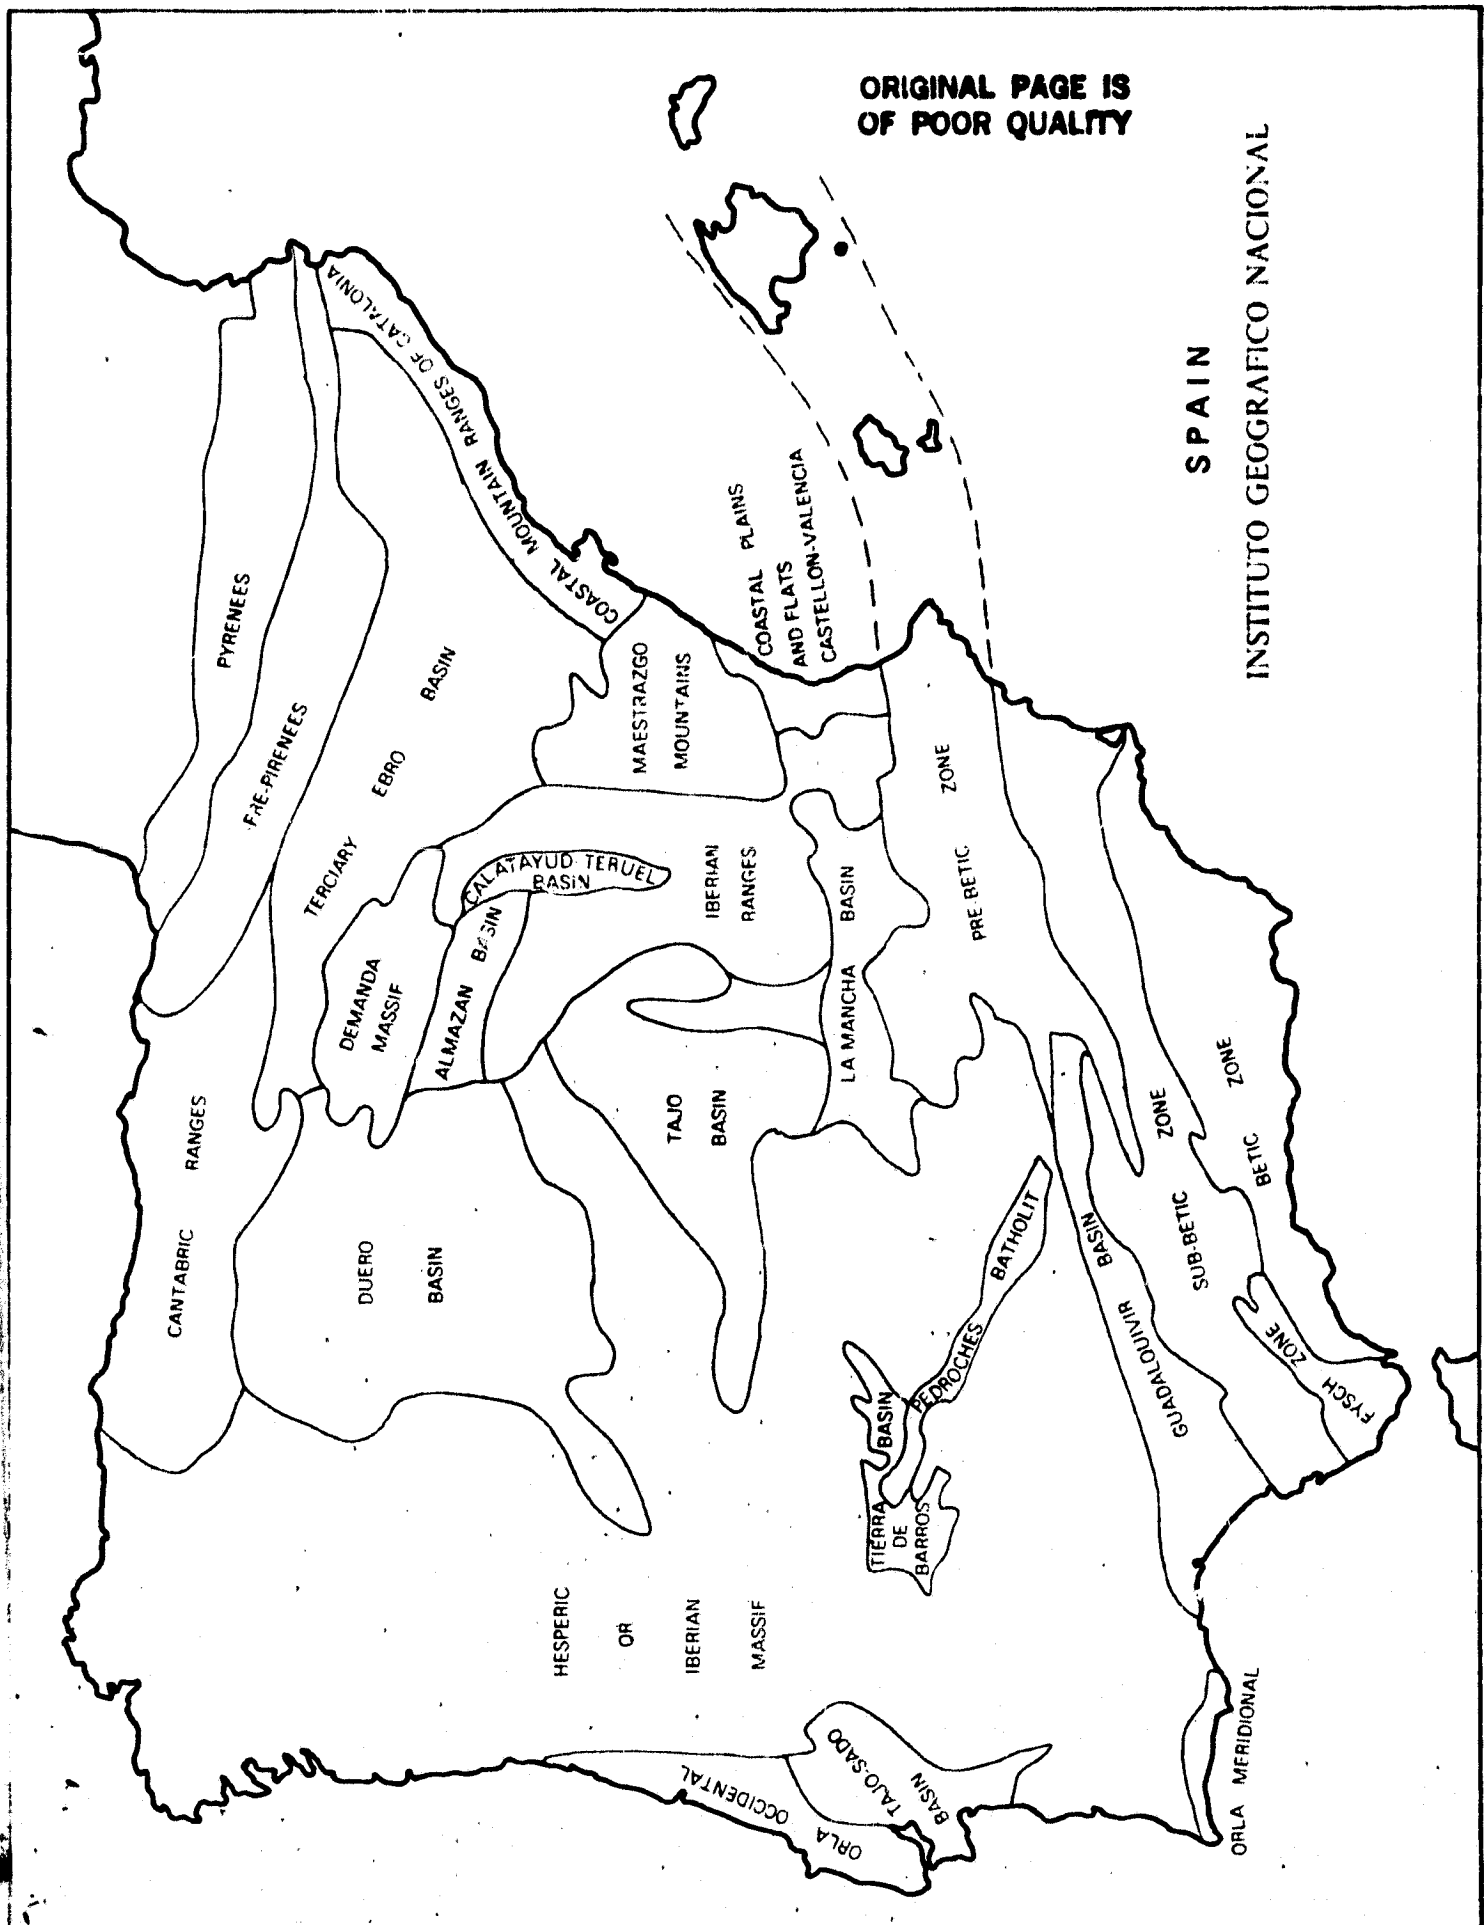 ORIGINAL PAGE IS
OF POOR QUALITY
SPAIN
INSTITUTO GEOGRAFICO NACIONAL
CANTABRIC RANGES
PYRENEES
PRE-PIRENEES
TERCIARY EBRO BASIN
COASTAL MOUNTAIN RANGES OF CATALONIA
DUERO
BASIN
DEMANDA
MASSIF
ALMAZAN BASIN
CALATAYUD-TERUEL
BASIN
MAESTRAZGO
MOUNTAINS
IBERIAN
RANGES
COASTAL PLAINS
AND FLATS
CASTELLON-VALENCIA
TAJO
BASIN
LA MANCHA BASIN
HESPERIC
OR
IBERIAN
MASSIF
ORLA OCCIDENTAL
TAJO-SADO
BASIN
TIERRA
DE
BARROS
BASIN
PEDROCHES BATHOLIT
GUADALQUIVIR BASIN
PRE-BETIC ZONE
SUB-BETIC ZONE
BETIC ZONE
FYSCH ZONE
ORLA MERIDIONAL